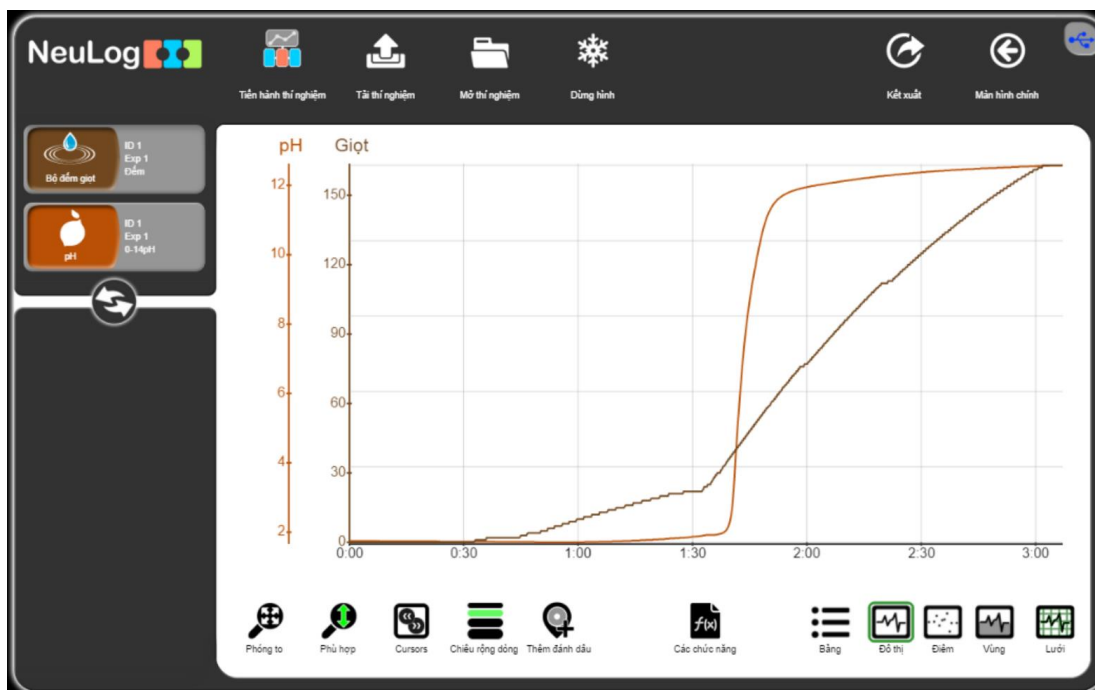 NeuLog
Tiến hành thí nghiệm
Tải thí nghiệm
Mở thí nghiệm
Dừng hình
Kết xuất
Màn hình chính
Bộ đếm giọt
ID 1
Exp 1
Đếm
pH
ID 1
Exp 1
0-14pH
pH
Giọt
12
10
8
6
4
2
150
120
90
60
30
0
0:00
0:30
1:00
1:30
2:00
2:30
3:00
Phóng to
Phù hợp
Cursors
Chiều rộng dòng
Thêm đánh dấu
f(x)
Các chức năng
Bảng
Đồ thị
Điểm
Vùng
Lưới